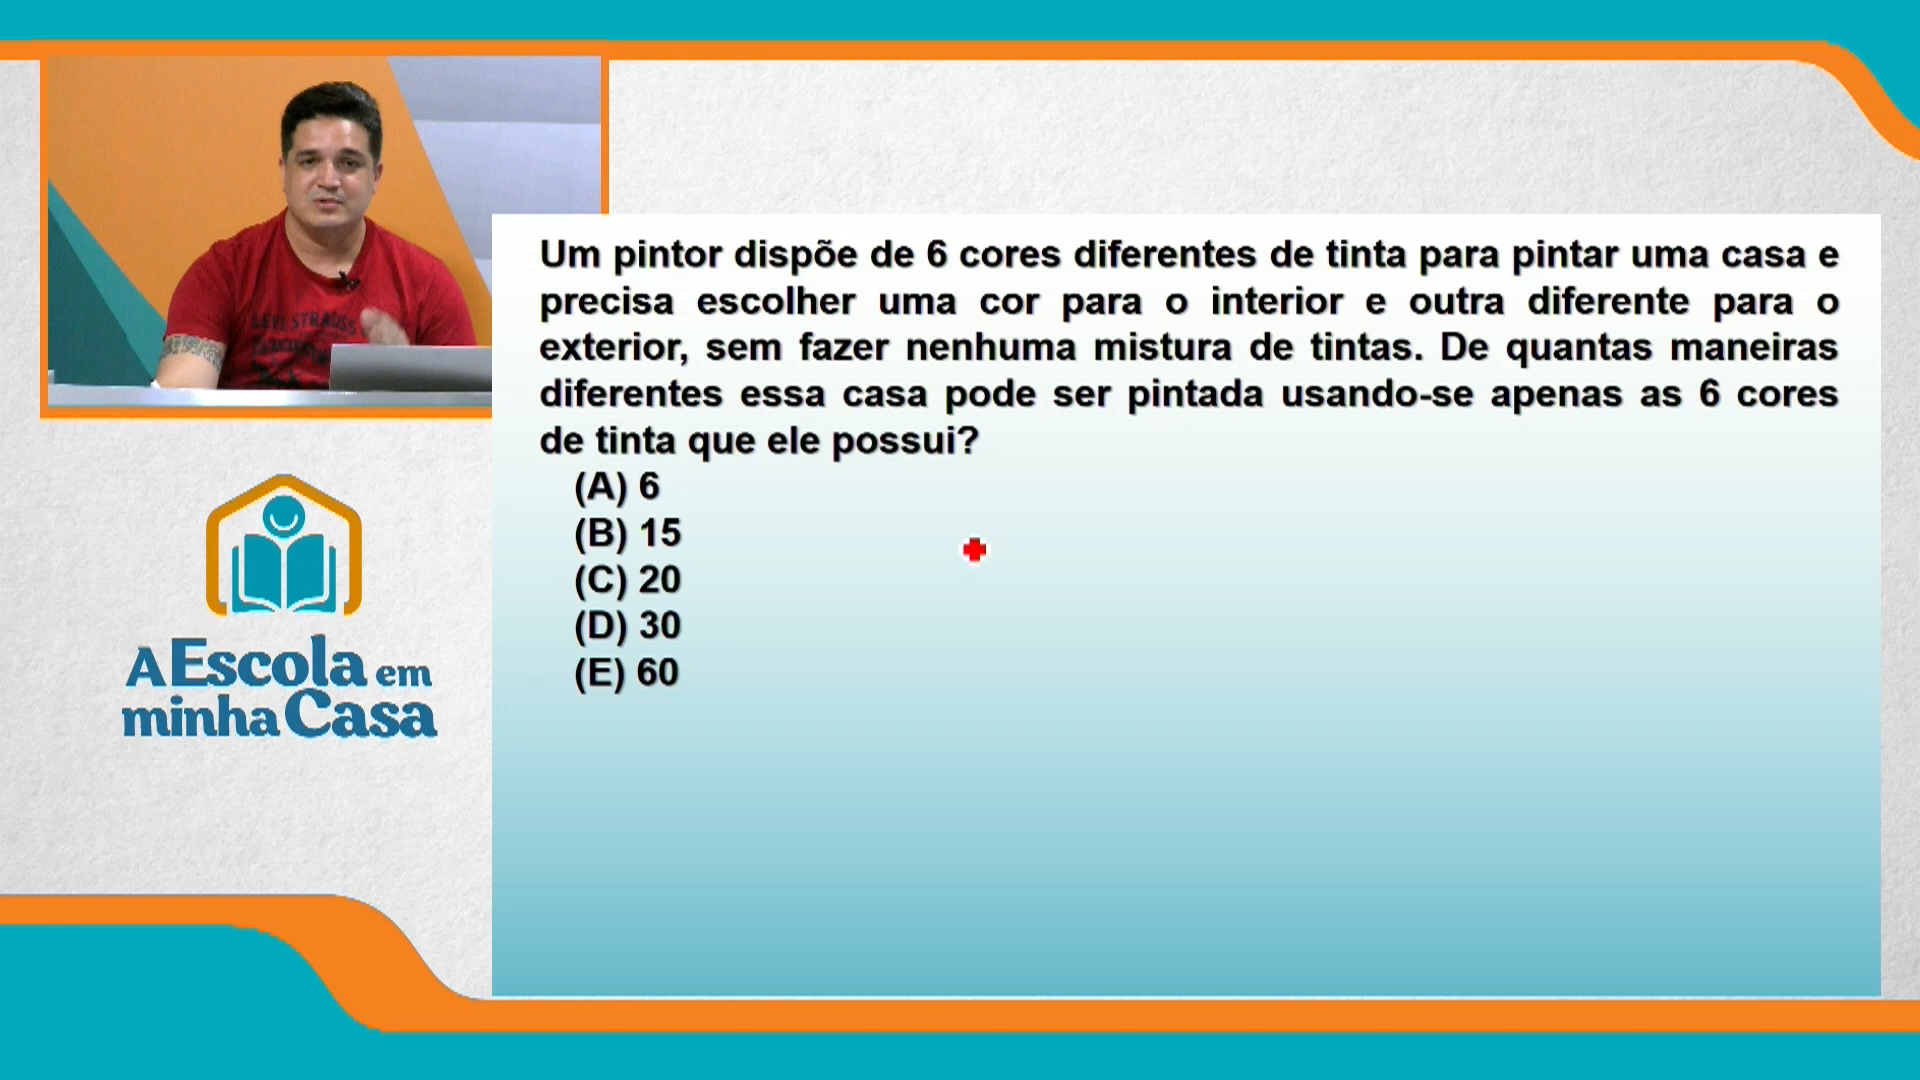 LEVI STRAUSS
Um pintor dispõe de 6 cores diferentes de tinta para pintar uma casa e
precisa escolher uma cor para o interior e outra diferente para o
exterior, sem fazer nenhuma mistura de tintas. De quantas maneiras
diferentes essa casa pode ser pintada usando-se apenas as 6 cores
de tinta que ele possui?
(A) 6
(B) 15
(C) 20
(D) 30
(E) 60
A Escola em
minha Casa